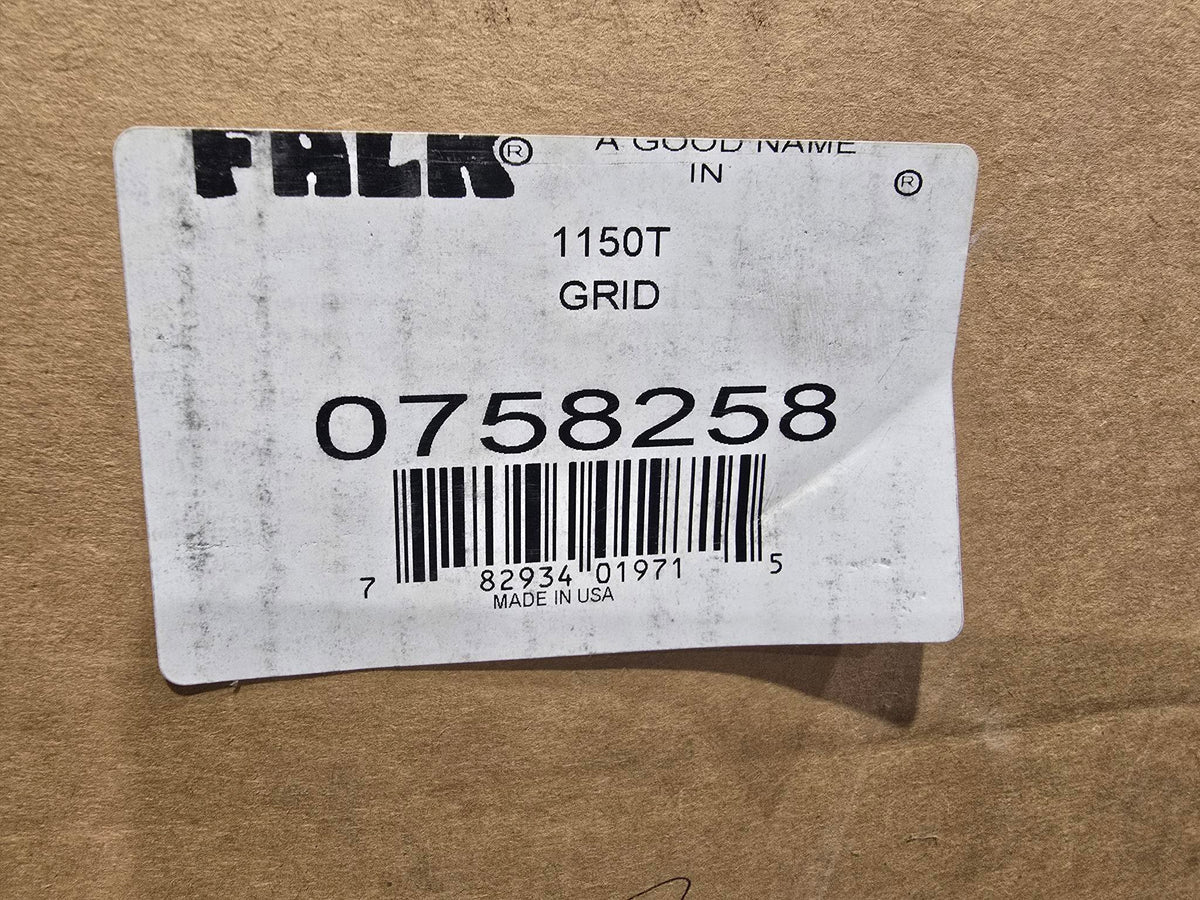 FALK® A GOOD NAME
IN ®
1150T
GRID
0758258
7 82934 01971 5
MADE IN USA